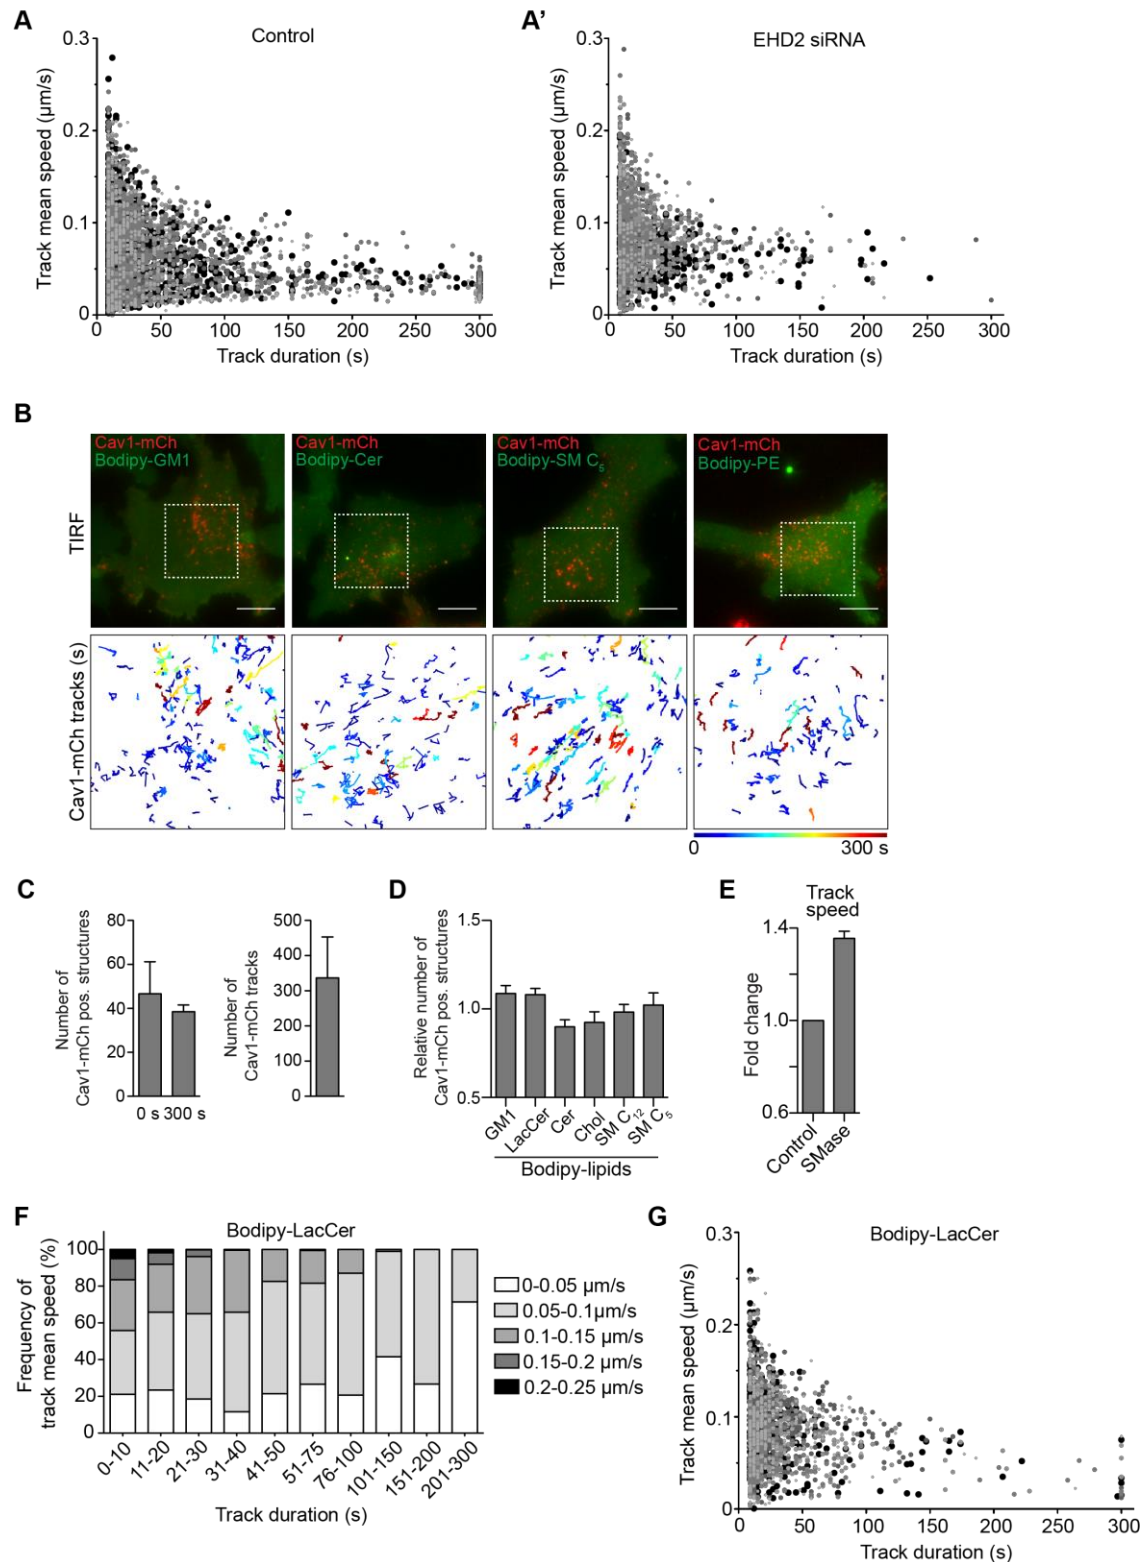 A
Control
Track mean speed (μm/s)
0.3
0.2
0.1
0
0 50 100 150 200 250 300
Track duration (s)
A’
EHD2 siRNA
Track mean speed (μm/s)
0.3
0.2
0.1
0
0 50 100 150 200 250 300
Track duration (s)
B
TIRF
Cav1-mCh
Bodipy-GM1
Cav1-mCh
Bodipy-Cer
Cav1-mCh
Bodipy-SM C5
Cav1-mCh
Bodipy-PE
Cav1-mCh tracks (s)
0 300 s
C
Number of
Cav1-mCh pos. structures
80
60
40
20
0
0 s 300 s
Number of
Cav1-mCh tracks
500
400
300
200
100
0
D
Relative number of
Cav1-mCh pos. structures
1.5
1.0
0.5
GM1 LacCer Cer Chol SM C12 SM C5
Bodipy-lipids
E
Track
speed
Fold change
1.4
1.0
0.6
Control SMase
F
Bodipy-LacCer
Frequency of
track mean speed (%)
100
80
60
40
20
0
0-10 11-20 21-30 31-40 41-50 51-75 76-100 101-150 151-200 201-300
Track duration (s)
0-0.05 μm/s
0.05-0.1μm/s
0.1-0.15 μm/s
0.15-0.2 μm/s
0.2-0.25 μm/s
G
Bodipy-LacCer
Track mean speed (μm/s)
0.3
0.2
0.1
0
0 50 100 150 200 250 300
Track duration (s)